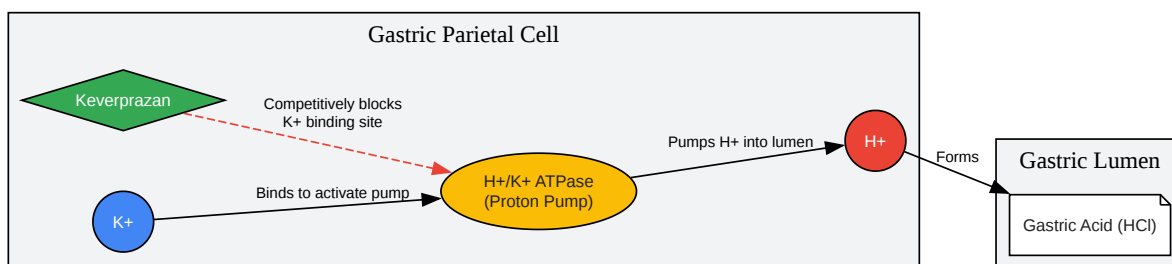 Gastric Parietal Cell
Keverprazan
Competitively blocks
K+ binding site
K+
Binds to activate pump
H+/K+ ATPase
(Proton Pump)
Pumps H+ into lumen
H+
Forms
Gastric Lumen
Gastric Acid (HCl)